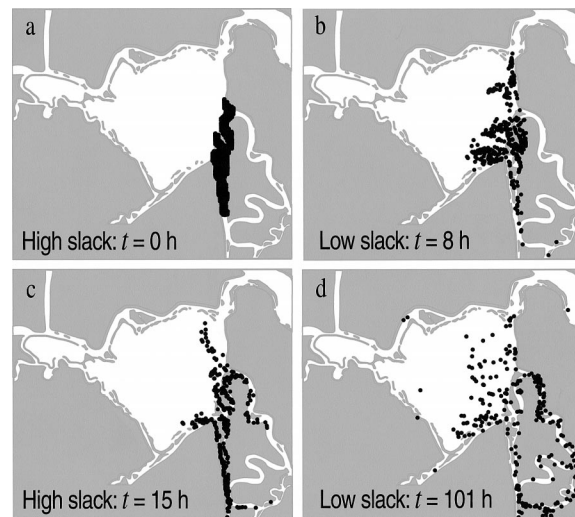 a
High slack: t = 0 h
b
Low slack: t = 8 h
c
High slack: t = 15 h
d
Low slack: t = 101 h